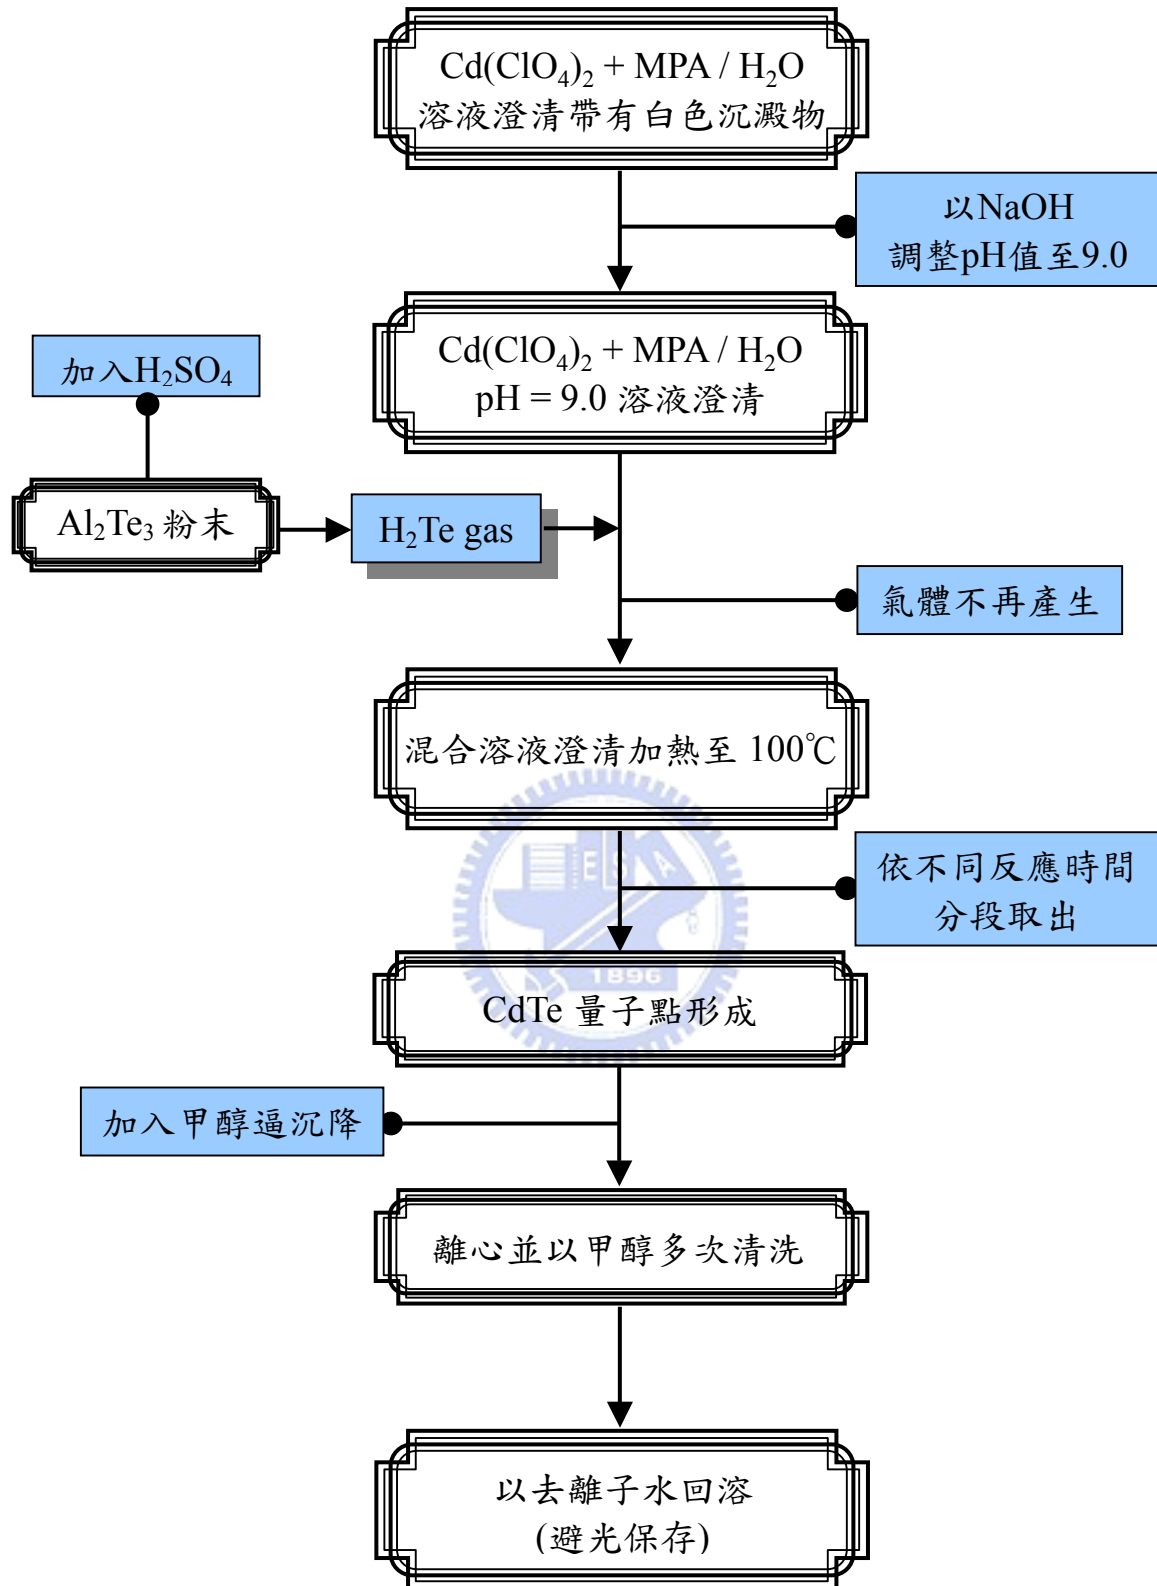 Cd(ClO₄)₂ + MPA / H₂O
溶液澄清帶有白色沉澱物
以NaOH
調整pH值至9.0
Cd(ClO₄)₂ + MPA / H₂O
pH = 9.0 溶液澄清
加入H₂SO₄
Al₂Te₃ 粉末
H₂Te gas
氣體不再產生
混合溶液澄清加熱至 100℃
E S A
依不同反應時間
分段取出
1896
CdTe 量子點形成
加入甲醇逼沉降
離心並以甲醇多次清洗
以去離子水回溶
(避光保存)